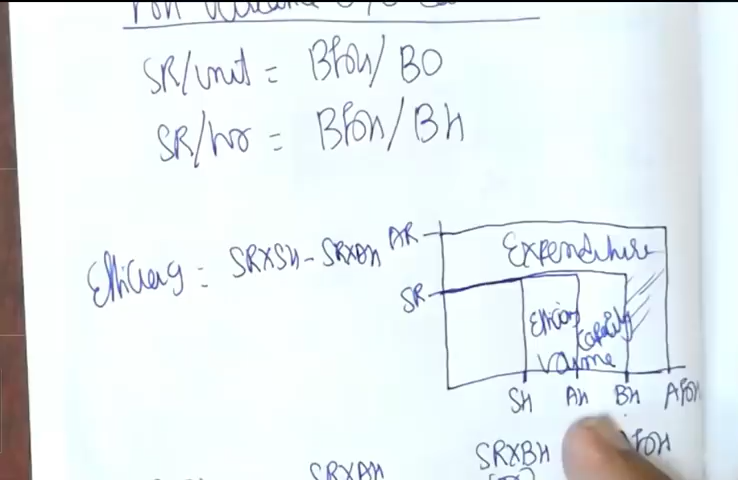 SR/unit = BFOH/BO
SR/hr = BFOH/BH
Efficiency = SRXSH - SRXAH
AR
Expenditure
SR
Efficiency
Capacity
Volume
SH AH BH AFOH
SRXAH
SRXBH
AFOH